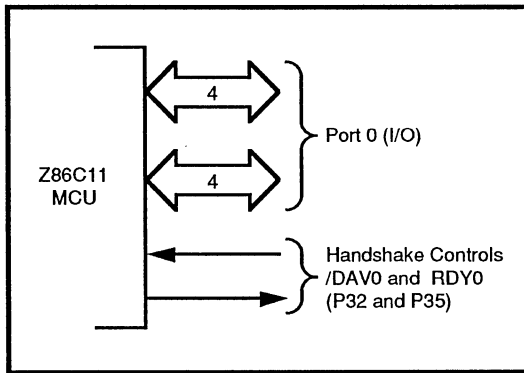 Z86C11
MCU
4
4
Port 0 (I/O)
Handshake Controls
/DAV0 and RDY0
(P32 and P35)